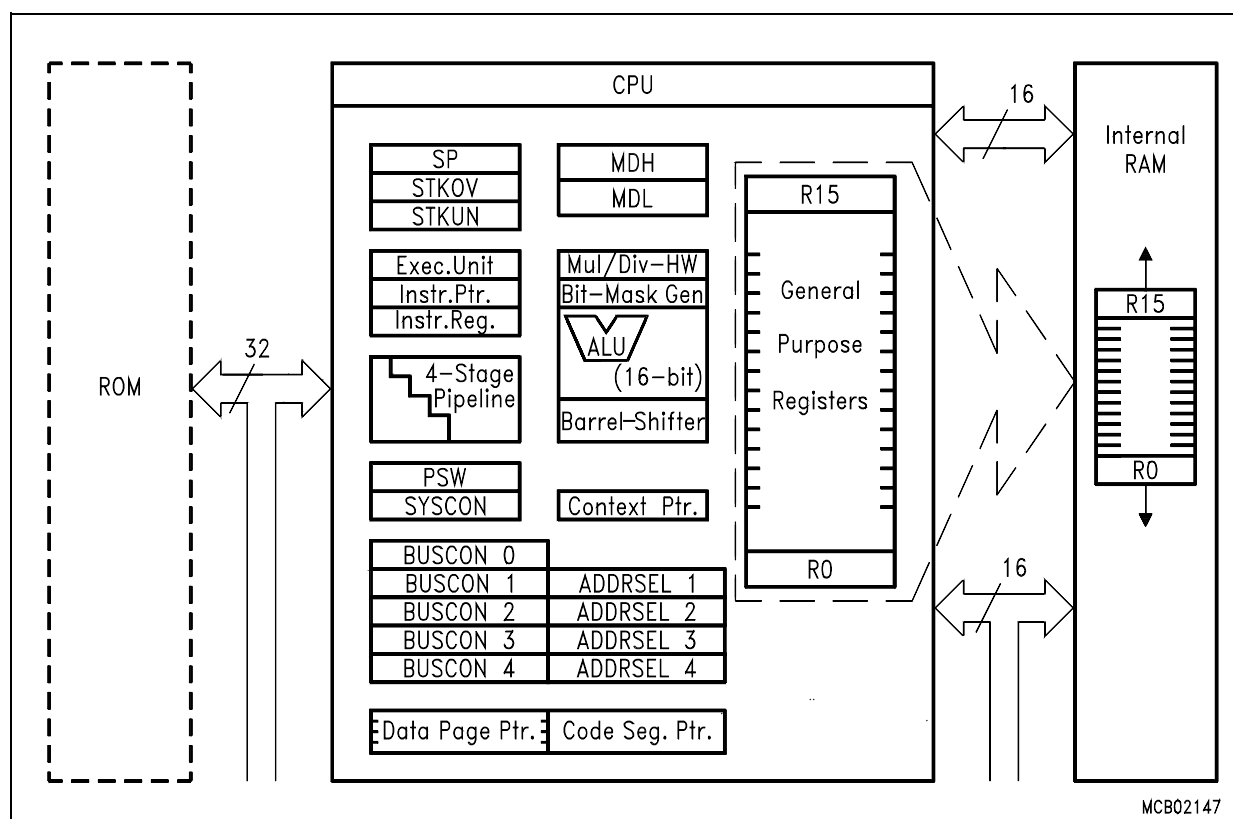 CPU
SP
STKOV
STKUN
MDH
MDL
Exec.Unit
Instr.Ptr.
Instr.Reg.
Mul/Div-HW
Bit-Mask Gen
ALU
(16-bit)
Barrel-Shifter
4-Stage
Pipeline
PSW
SYSCON
Context Ptr.
BUSCON 0
BUSCON 1 ADDRSEL 1
BUSCON 2 ADDRSEL 2
BUSCON 3 ADDRSEL 3
BUSCON 4 ADDRSEL 4
Data Page Ptr. Code Seg. Ptr.
R15
General
Purpose
Registers
R0
ROM
32
16
16
Internal
RAM
R15
R0
MCB02147